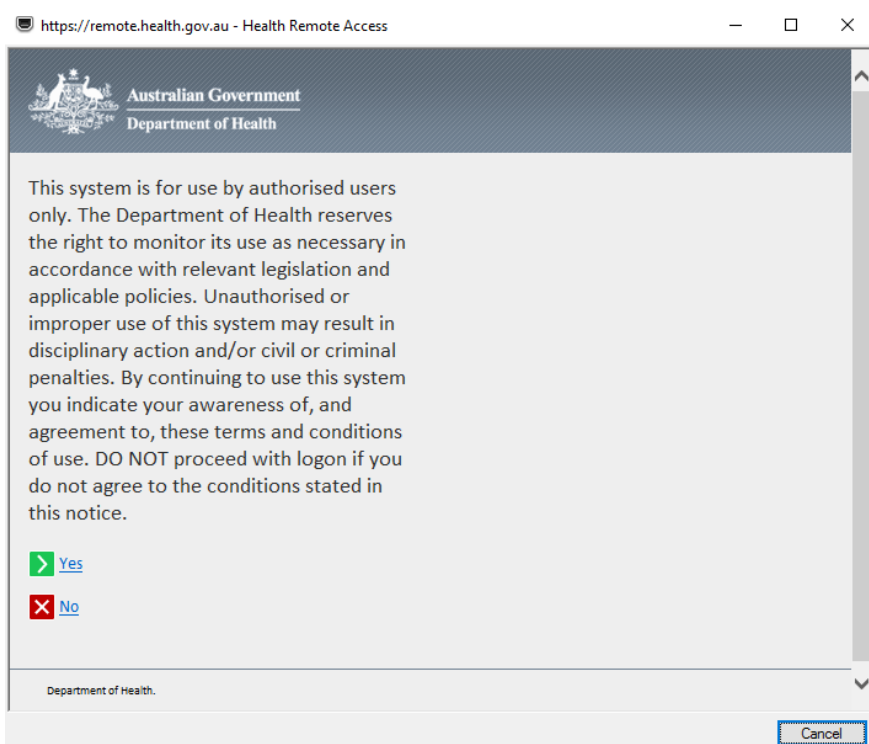 https://remote.health.gov.au - Health Remote Access
Australian Government
Department of Health
This system is for use by authorised users
only. The Department of Health reserves
the right to monitor its use as necessary in
accordance with relevant legislation and
applicable policies. Unauthorised or
improper use of this system may result in
disciplinary action and/or civil or criminal
penalties. By continuing to use this system
you indicate your awareness of, and
agreement to, these terms and conditions
of use. DO NOT proceed with logon if you
do not agree to the conditions stated in
this notice.
Yes
No
Department of Health.
Cancel